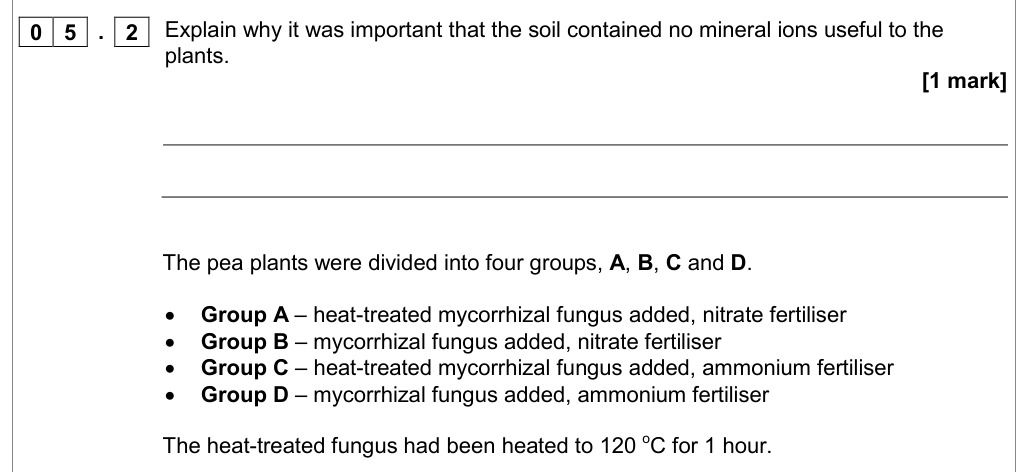 0 5 . 2 Explain why it was important that the soil contained no mineral ions useful to the
plants.
[1 mark]
The pea plants were divided into four groups, A, B, C and D.
• Group A – heat-treated mycorrhizal fungus added, nitrate fertiliser
• Group B – mycorrhizal fungus added, nitrate fertiliser
• Group C – heat-treated mycorrhizal fungus added, ammonium fertiliser
• Group D – mycorrhizal fungus added, ammonium fertiliser
The heat-treated fungus had been heated to 120 °C for 1 hour.